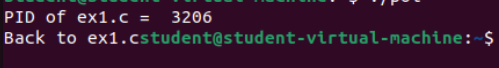 PID of ex1.c =  3206
Back to ex1.cstudent@student-virtual-machine:~$